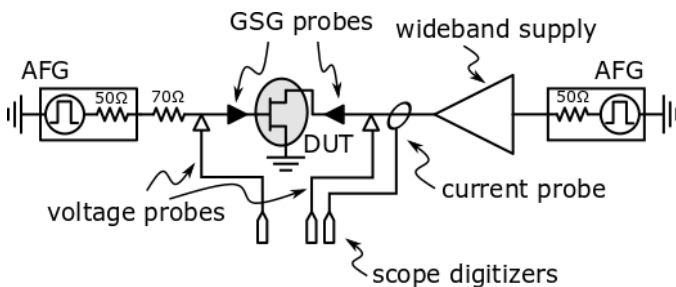 GSG probes
wideband supply
AFG
AFG
50Ω
70Ω
50Ω
DUT
voltage probes
current probe
scope digitizers